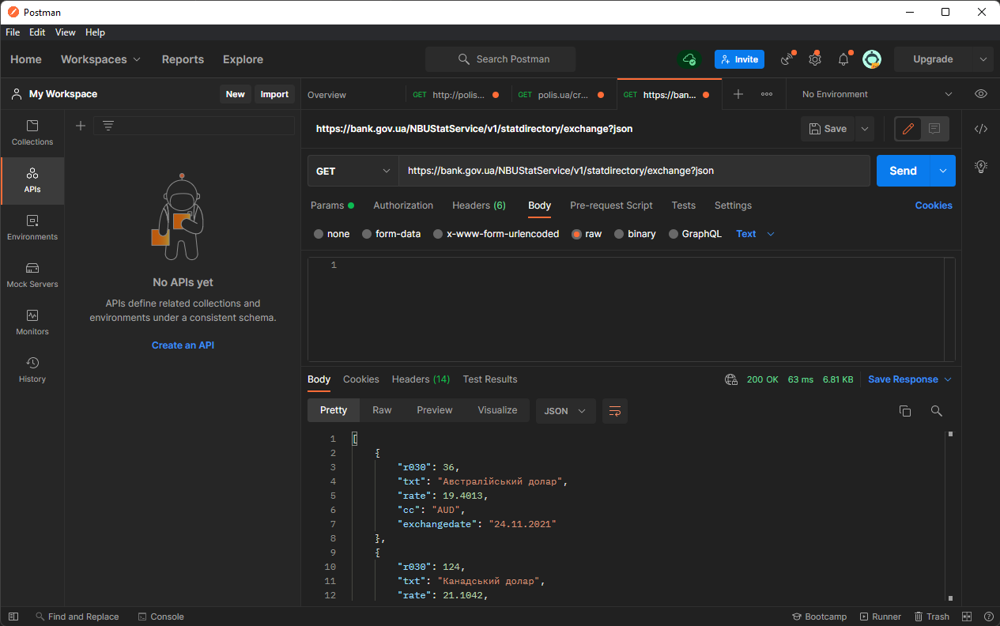 Postman
File Edit View Help
Home Workspaces Reports Explore Search Postman Invite Upgrade
My Workspace New Import
Overview GET http://polis... GET polis.ua/cr... GET https://ban... No Environment
Collections
APIs
Environments
Mock Servers
Monitors
History
No APIs yet
APIs define related collections and
environments under a consistent schema.
Create an API
https://bank.gov.ua/NBUStatService/v1/statdirectory/exchange?json Save
GET https://bank.gov.ua/NBUStatService/v1/statdirectory/exchange?json Send
Params Authorization Headers (6) Body Pre-request Script Tests Settings Cookies
none form-data x-www-form-urlencoded raw binary GraphQL Text
1
Body Cookies Headers (14) Test Results 200 OK 63 ms 6.81 KB Save Response
Pretty Raw Preview Visualize JSON
1 [
2 {
3 "r030": 36,
4 "txt": "Австралійський долар",
5 "rate": 19.4013,
6 "cc": "AUD",
7 "exchangedate": "24.11.2021"
8 },
9 {
10 "r030": 124,
11 "txt": "Канадський долар",
12 "rate": 21.1042,
Find and Replace Console Bootcamp Runner Trash